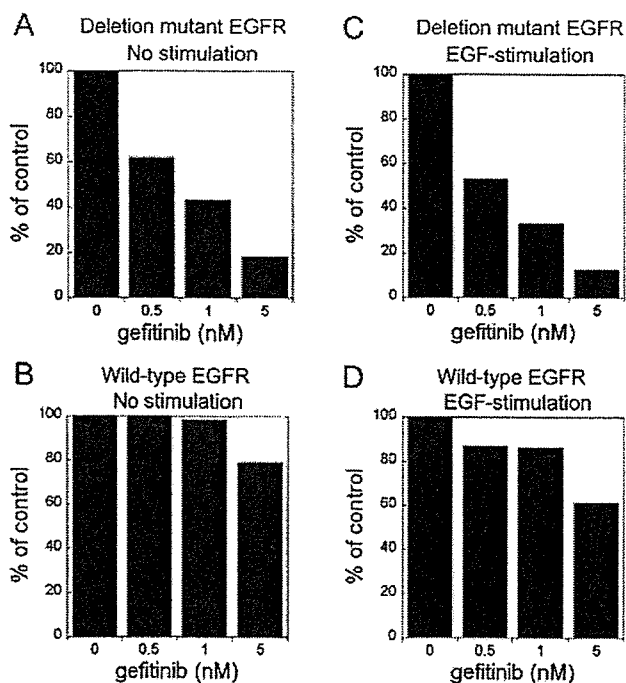 A
Deletion mutant EGFR
No stimulation
% of control
100
80
60
40
20
0
0 0.5 1 5
gefitinib (nM)
C
Deletion mutant EGFR
EGF-stimulation
% of control
100
80
60
40
20
0
0 0.5 1 5
gefitinib (nM)
B
Wild-type EGFR
No stimulation
% of control
100
80
60
40
20
0
0 0.5 1 5
gefitinib (nM)
D
Wild-type EGFR
EGF-stimulation
% of control
100
80
60
40
20
0
0 0.5 1 5
gefitinib (nM)